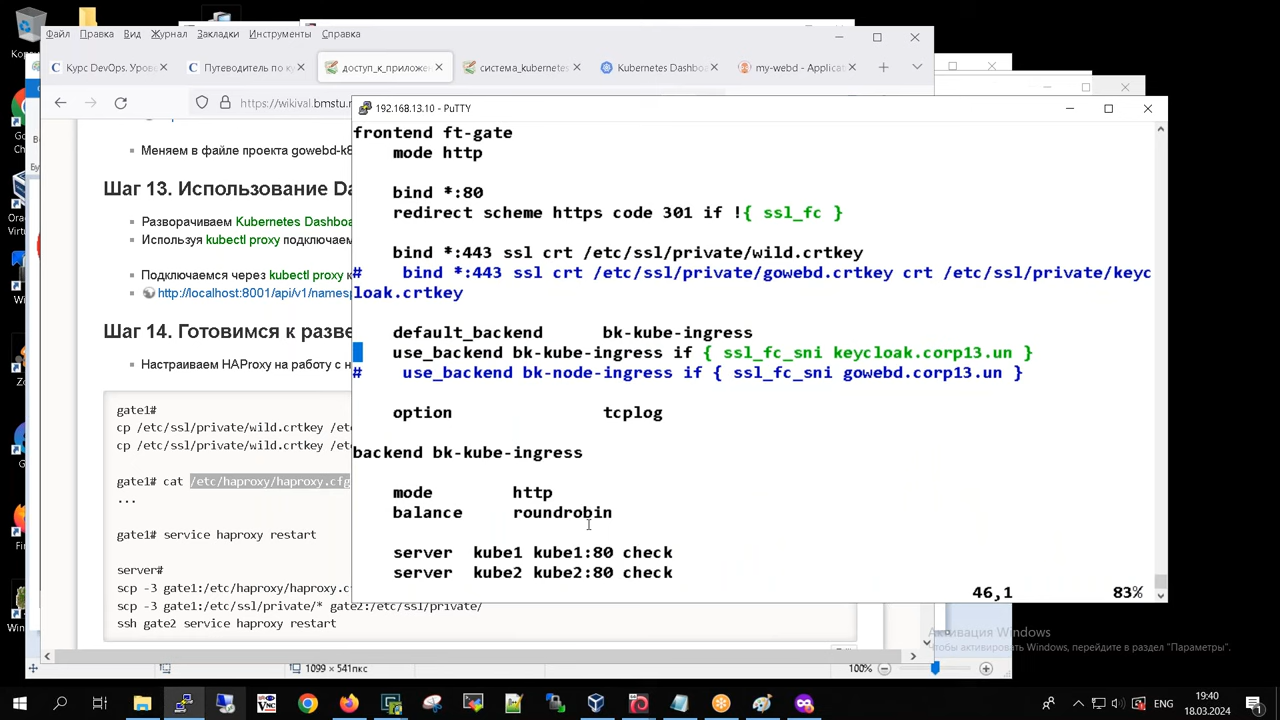 Файл Правка Вид Журнал Закладки Инструменты Справка
Курс DevOps. Уров
Путеводитель по к
доступ_к_приложен
система_kubernetes
Kubernetes Dashbo
my-webd - Applicat
https://wikival.bmstu.r
192.168.13.10 - PuTTY
Меняем в файле проекта gowebd-k8
Шаг 13. Использование Da
Разворачиваем Kubernetes Dashboa
Используя kubectl proxy подключаем
Подключаемся через kubectl proxy к
http://localhost:8001/api/v1/namesp
Шаг 14. Готовимся к разве
Настраиваем HAProxy на работу с н
gate1#
cp /etc/ssl/private/wild.crtkey /et
cp /etc/ssl/private/wild.crtkey /et
gate1# cat /etc/haproxy/haproxy.cfg
...
gate1# service haproxy restart
server#
scp -3 gate1:/etc/haproxy/haproxy.c
scp -3 gate1:/etc/ssl/private/* gate2:/etc/ssl/private/
ssh gate2 service haproxy restart
frontend ft-gate
mode http
bind *:80
redirect scheme https code 301 if !{ ssl_fc }
bind *:443 ssl crt /etc/ssl/private/wild.crtkey
# bind *:443 ssl crt /etc/ssl/private/gowebd.crtkey crt /etc/ssl/private/keyc
loak.crtkey
default_backend bk-kube-ingress
use_backend bk-kube-ingress if { ssl_fc_sni keycloak.corp13.un }
# use_backend bk-node-ingress if { ssl_fc_sni gowebd.corp13.un }
option tcplog
backend bk-kube-ingress
mode http
balance roundrobin
server kube1 kube1:80 check
server kube2 kube2:80 check
46,1 83%
Активация Windows
Чтобы активировать Windows, перейдите в раздел "Параметры".
1099 × 541пкс
100%
ENG
19:40
18.03.2024